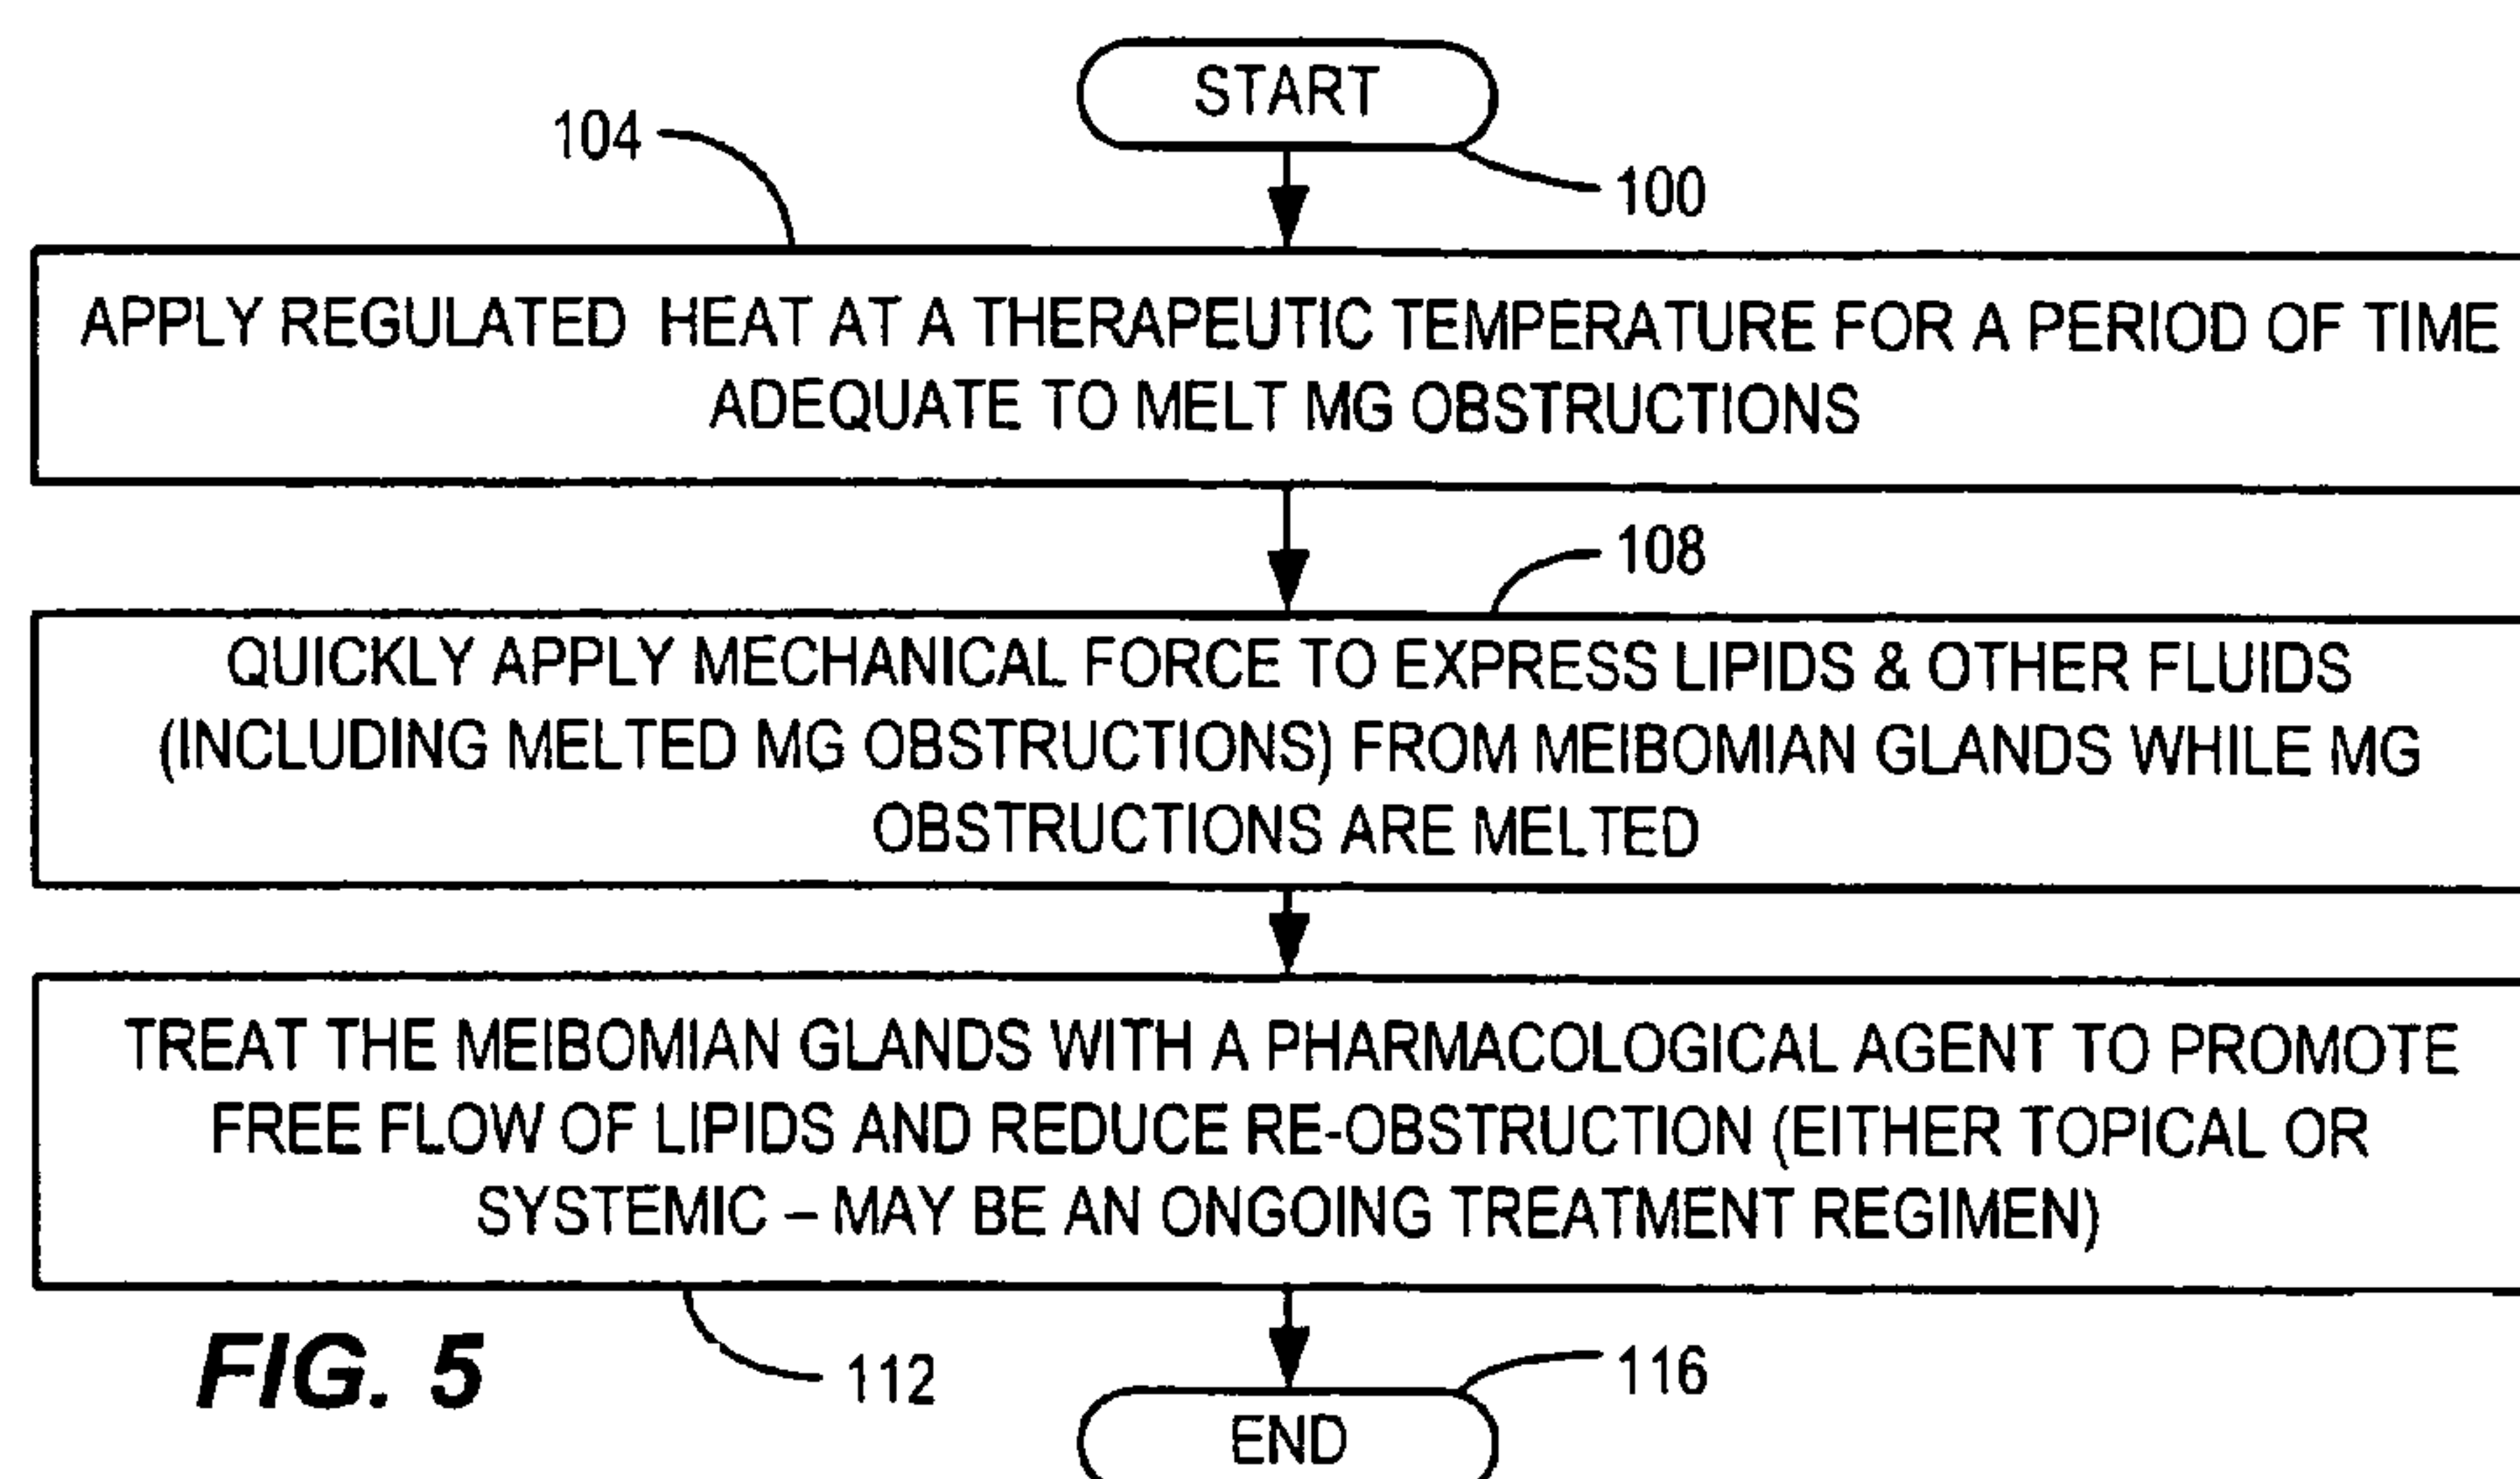 START
104
100
APPLY REGULATED HEAT AT A THERAPEUTIC TEMPERATURE FOR A PERIOD OF TIME
ADEQUATE TO MELT MG OBSTRUCTIONS
108
QUICKLY APPLY MECHANICAL FORCE TO EXPRESS LIPIDS & OTHER FLUIDS
(INCLUDING MELTED MG OBSTRUCTIONS) FROM MEIBOMIAN GLANDS WHILE MG
OBSTRUCTIONS ARE MELTED
TREAT THE MEIBOMIAN GLANDS WITH A PHARMACOLOGICAL AGENT TO PROMOTE
FREE FLOW OF LIPIDS AND REDUCE RE-OBSTRUCTION (EITHER TOPICAL OR
SYSTEMIC – MAY BE AN ONGOING TREATMENT REGIMEN)
FIG. 5
112
116
END